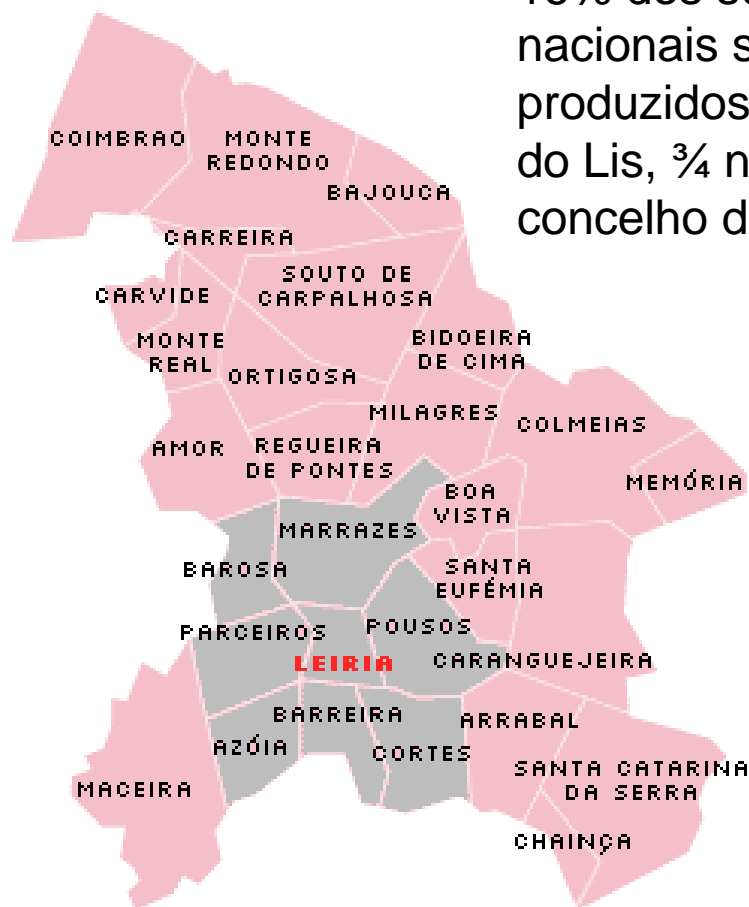 nacionais
produzidos
do Lis, ¾
concelho
COIMBRAO
MONTE
REDONDO
BAJOUCA
CARREIRA
SOUTO DE
CARPALHOSA
CARVIDE
MONTE
REAL
BIDOEIRA
DE CIMA
ORTIGOSA
MILAGRES
COLMEIAS
AMOR
REGUEIRA
DE PONTES
MEMÓRIA
BOA
VISTA
MARRAZES
BAROSA
SANTA
EUFÉMIA
PARCEIROS
POUSOS
LEIRIA
CARANGUEJEIRA
BARREIRA
ARRABAL
AZÓIA
CORTES
SANTA CATARINA
DA SERRA
MACEIRA
CHAINÇA